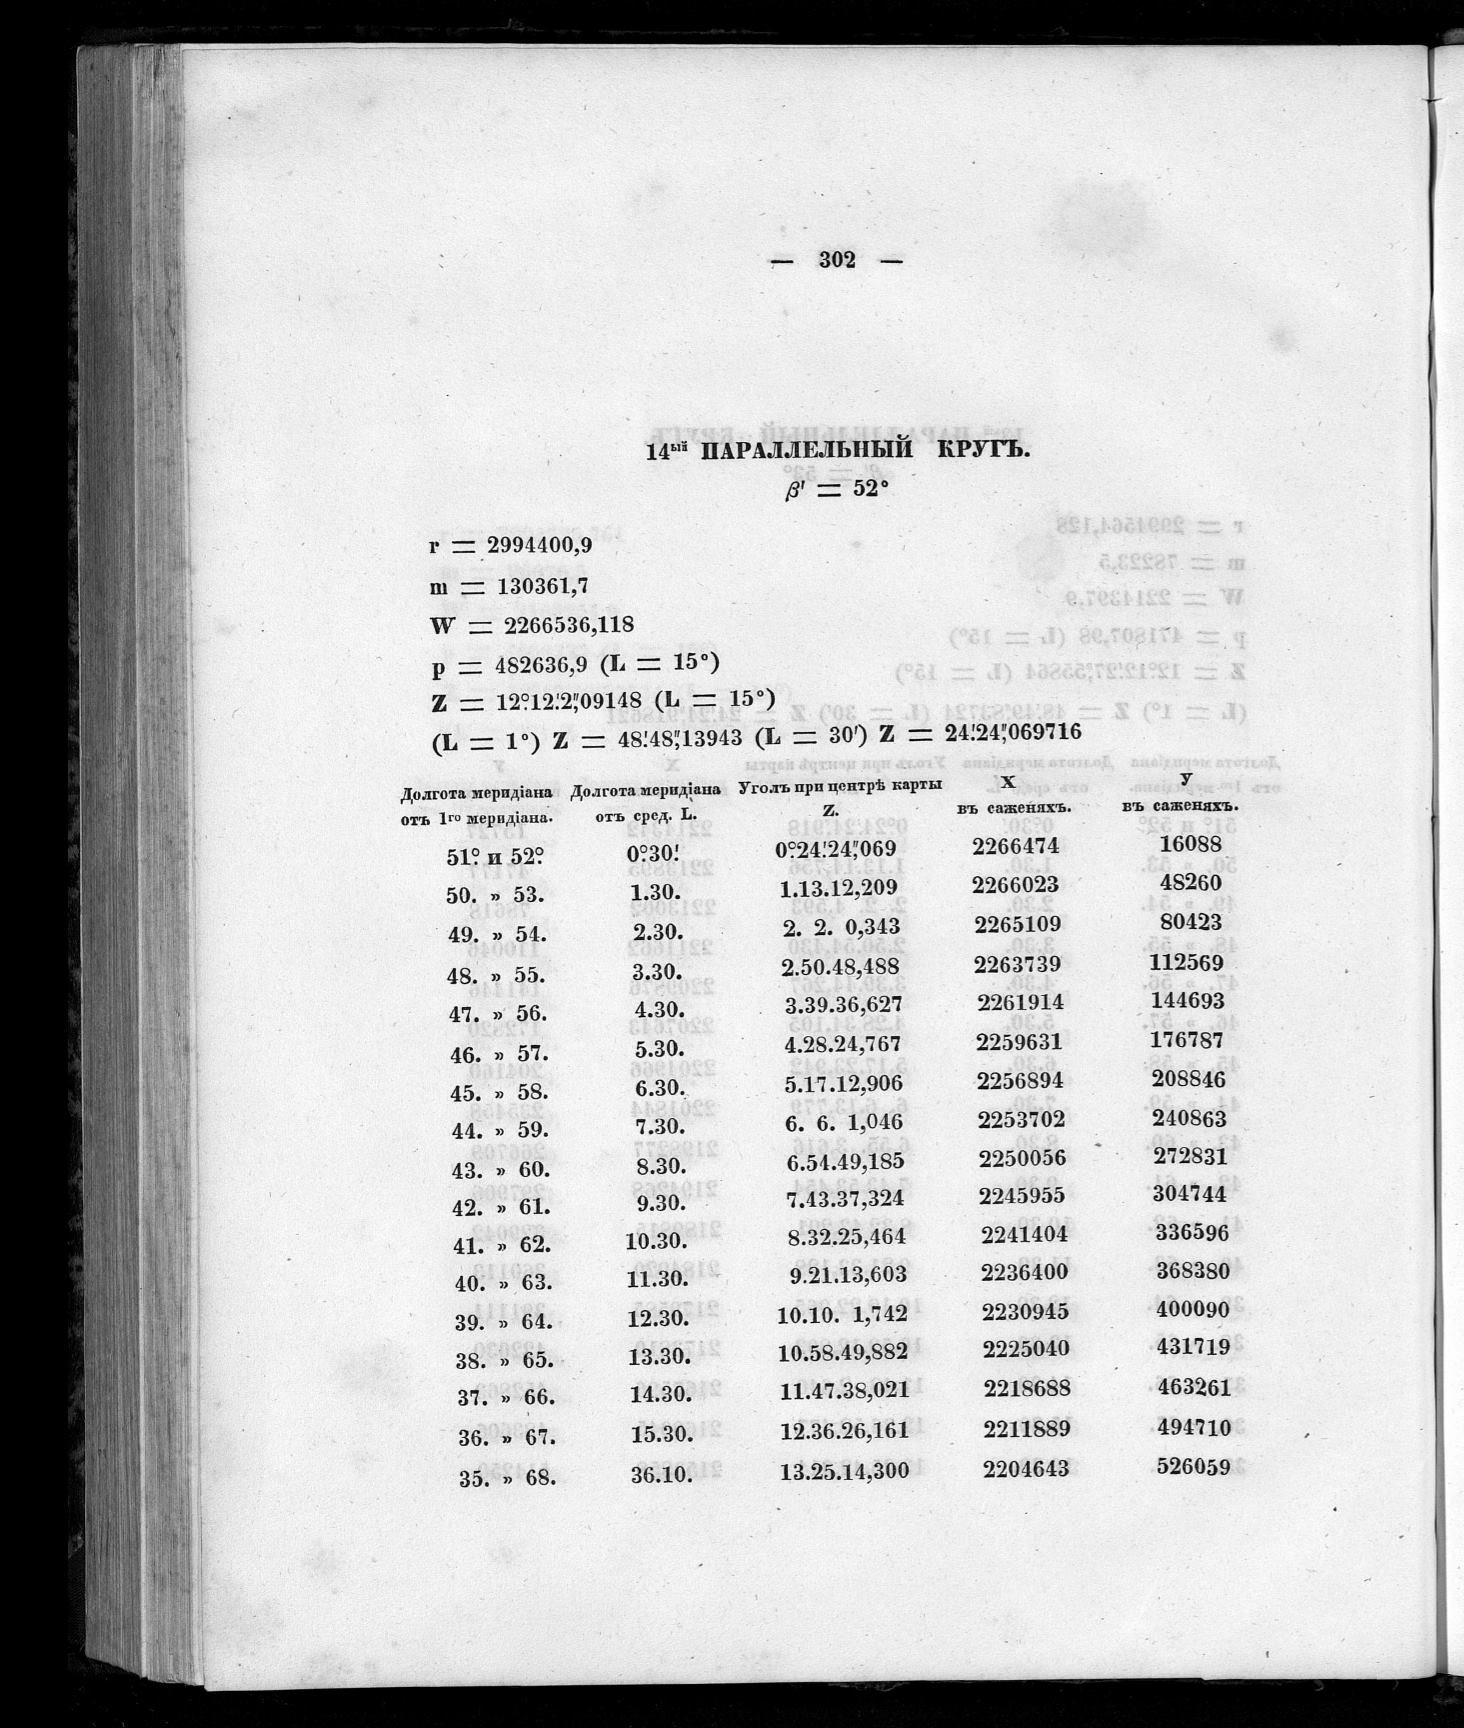 — 302 —
14ый ПАРАЛЛЕЛЬНЫЙ КРУГЪ.
β' = 52°
r = 2994400,9
m = 130361,7
W = 2266536,118
p = 482636,9 (L = 15°)
Z = 12°.12'.2",09148 (L = 15°)
(L = 1°) Z = 48'.48",13943 (L = 30') Z = 24'.24",069716
Долгота меридіана Долгота меридіана Уголъ при центрѣ карты X У
отъ 1го меридіана. отъ сред. L. Z. въ саженяхъ. въ саженяхъ.
51°. и 52°. 0°.30'. 0°.24'.24",069 2266474 16088
50. » 53. 1.30. 1.13.12,209 2266023 48260
49. » 54. 2.30. 2. 2. 0,343 2265109 80423
48. » 55. 3.30. 2.50.48,488 2263739 112569
47. » 56. 4.30. 3.39.36,627 2261914 144693
46. » 57. 5.30. 4.28.24,767 2259631 176787
45. » 58. 6.30. 5.17.12,906 2256894 208846
44. » 59. 7.30. 6. 6. 1,046 2253702 240863
43. » 60. 8.30. 6.54.49,185 2250056 272831
42. » 61. 9.30. 7.43.37,324 2245955 304744
41. » 62. 10.30. 8.32.25,464 2241404 336596
40. » 63. 11.30. 9.21.13,603 2236400 368380
39. » 64. 12.30. 10.10. 1,742 2230945 400090
38. » 65. 13.30. 10.58.49,882 2225040 431719
37. » 66. 14.30. 11.47.38,021 2218688 463261
36. » 67. 15.30. 12.36.26,161 2211889 494710
35. » 68. 36.10. 13.25.14,300 2204643 526059